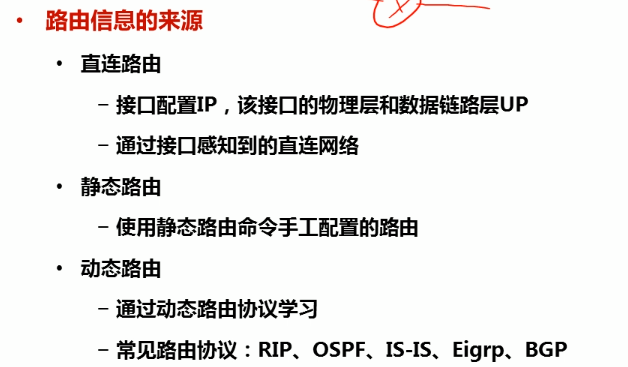 • 路由信息的来源
• 直连路由
– 接口配置IP，该接口的物理层和数据链路层UP
– 通过接口感知到的直连网络
• 静态路由
– 使用静态路由命令手工配置的路由
• 动态路由
– 通过动态路由协议学习
– 常见路由协议：RIP、OSPF、IS-IS、Eigrp、BGP